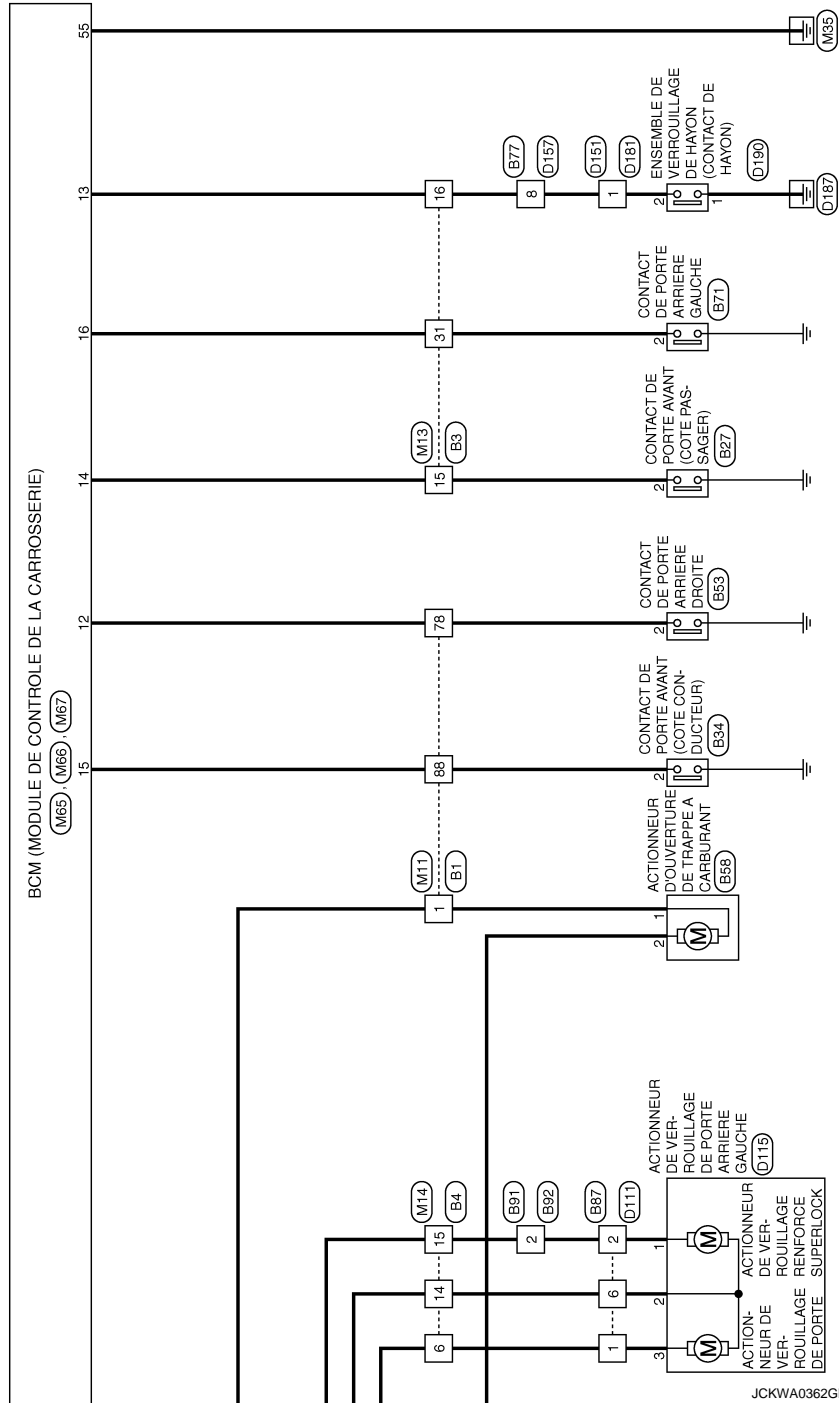 BCM (MODULE DE CONTROLE DE LA CARROSSERIE)
M65 , M66 , M67
15
12
14
16
13
55
M11
B1
M13
B3
1
88
78
15
31
16
B77
D157
8
D151
D181
1
M14
B4
6
14
15
B91
B92
2
B87
D111
1
6
2
ACTIONNEUR
DE VER-
ROUILLAGE
DE PORTE
ARRIERE
GAUCHE
D115
3
2
1
M
M
ACTION-
NEUR DE
VER-
ROUILLAGE
DE PORTE
ACTIONNEUR
DE VER-
ROUILLAGE
RENFORCE
SUPERLOCK
ACTIONNEUR
D'OUVERTURE
DE TRAPPE A
CARBURANT
B58
2
1
M
CONTACT DE
PORTE AVANT
(COTE CON-
DUCTEUR)
B34
2
CONTACT
DE PORTE
ARRIERE
DROITE
B53
2
CONTACT DE
PORTE AVANT
(COTE PAS-
SAGER)
B27
2
CONTACT
DE PORTE
ARRIERE
GAUCHE
B71
2
ENSEMBLE DE
VERROUILLAGE
DE HAYON
(CONTACT DE
HAYON)
D190
2
1
D187
M35
JCKWA0362G